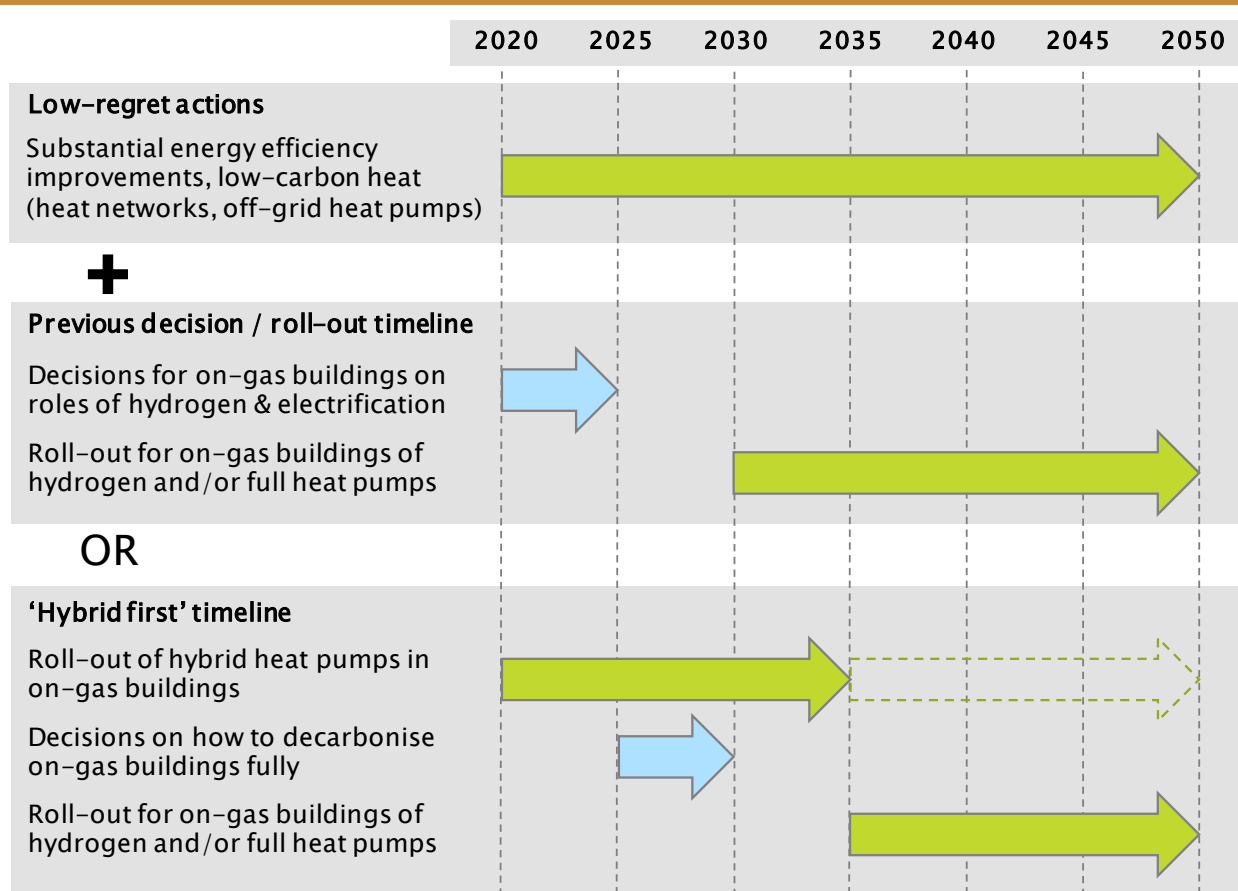 2020 2025 2030 2035 2040 2045 2050
Low-regret actions
Substantial energy efficiency
improvements, low-carbon heat
(heat networks, off-grid heat pumps)
+
Previous decision / roll-out timeline
Decisions for on-gas buildings on
roles of hydrogen & electrification
Roll-out for on-gas buildings of
hydrogen and/or full heat pumps
OR
‘Hybrid first’ timeline
Roll-out of hybrid heat pumps in
on-gas buildings
Decisions on how to decarbonise
on-gas buildings fully
Roll-out for on-gas buildings of
hydrogen and/or full heat pumps